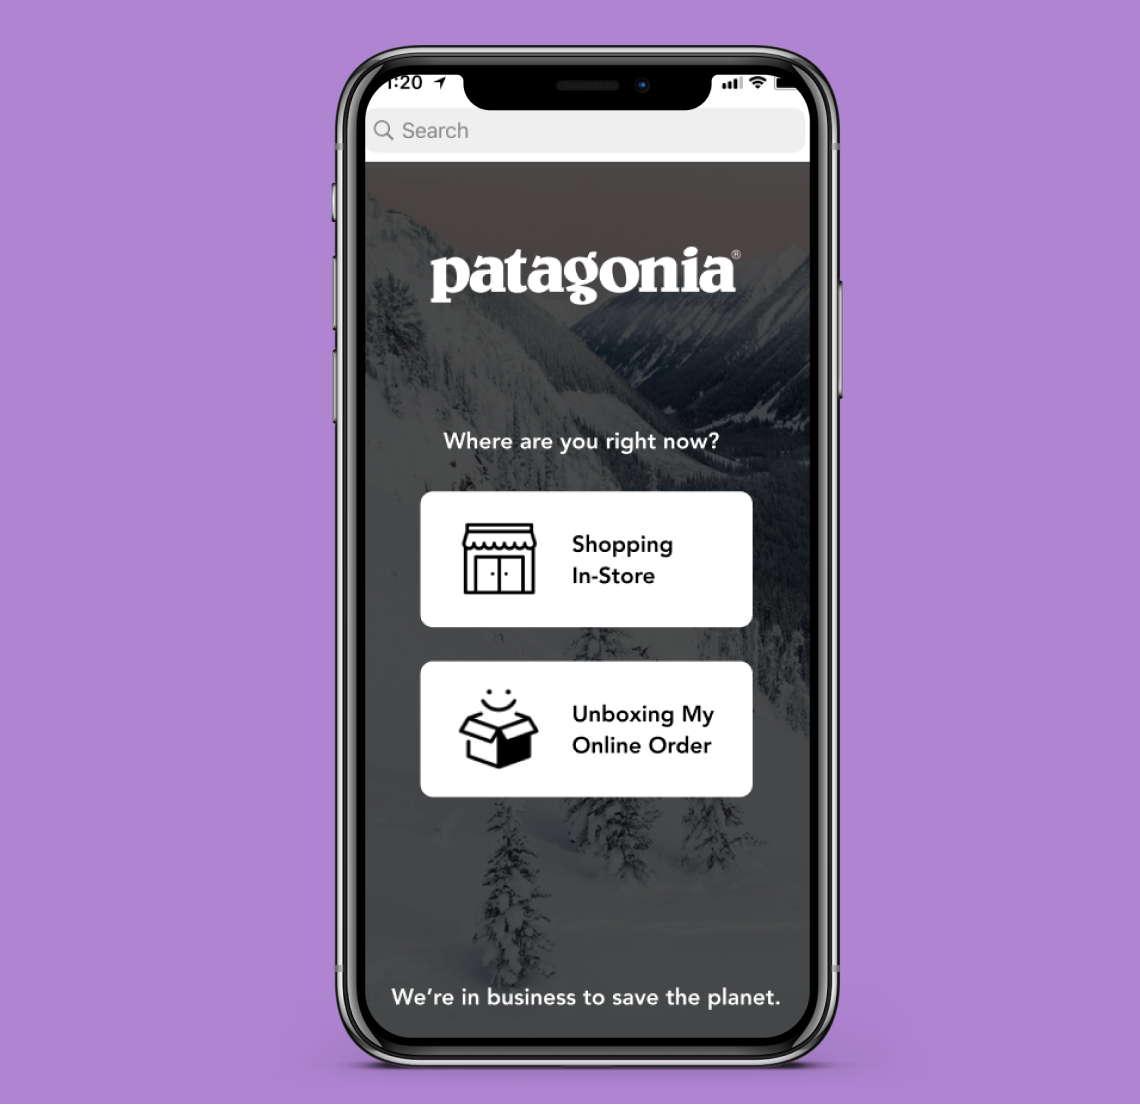 1:20
Search
patagonia®
Where are you right now?
Shopping
In-Store
Unboxing My
Online Order
We’re in business to save the planet.